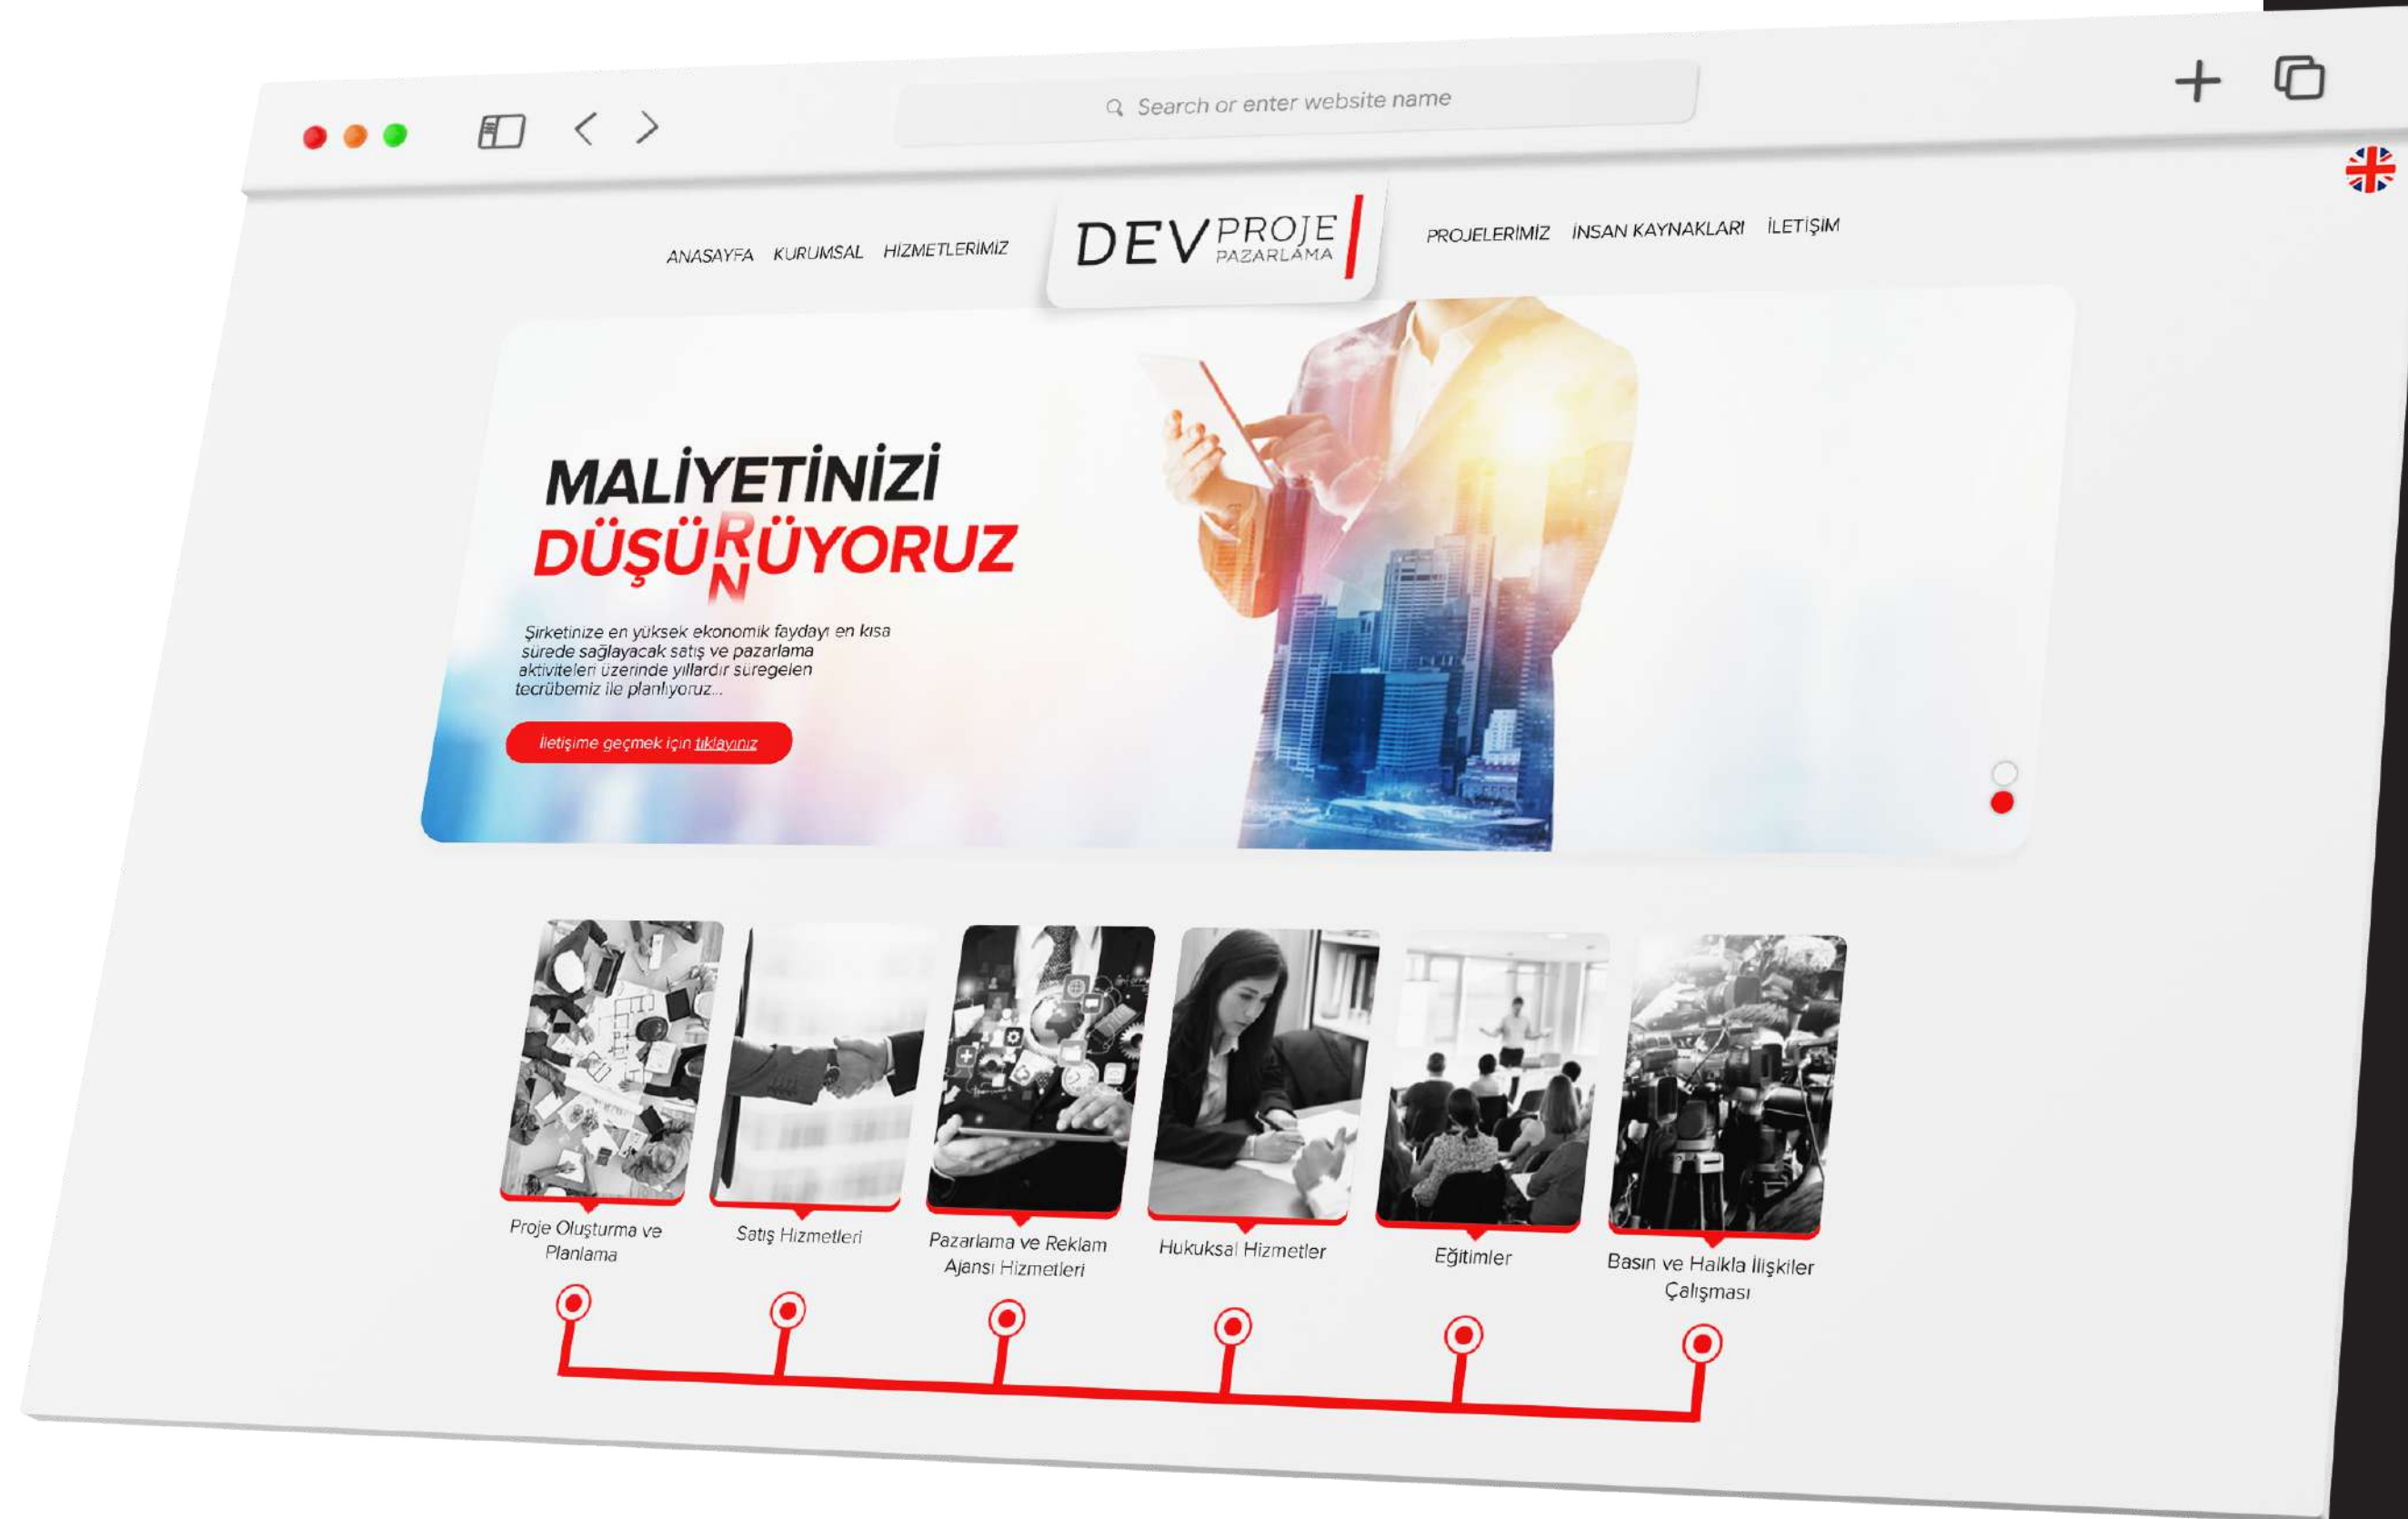 Search or enter website name
ANASAYFA KURUMSAL HİZMETLERİMİZ
DEV PROJE
PAZARLAMA
PROJELERİMİZ İNSAN KAYNAKLARI İLETİŞİM
MALİYETİNİZİ
DÜŞÜRÜYORUZ
N
Şirketinize en yüksek ekonomik faydayı en kısa
sürede sağlayacak satış ve pazarlama
aktiviteleri üzerinde yıllardır süregelen
tecrübemiz ile planlıyoruz...
İletişime geçmek için tıklayınız
Proje Oluşturma ve
Planlama
Satış Hizmetleri
Pazarlama ve Reklam
Ajansı Hizmetleri
Hukuksal Hizmetler
Eğitimler
Basın ve Halkla İlişkiler
Çalışması